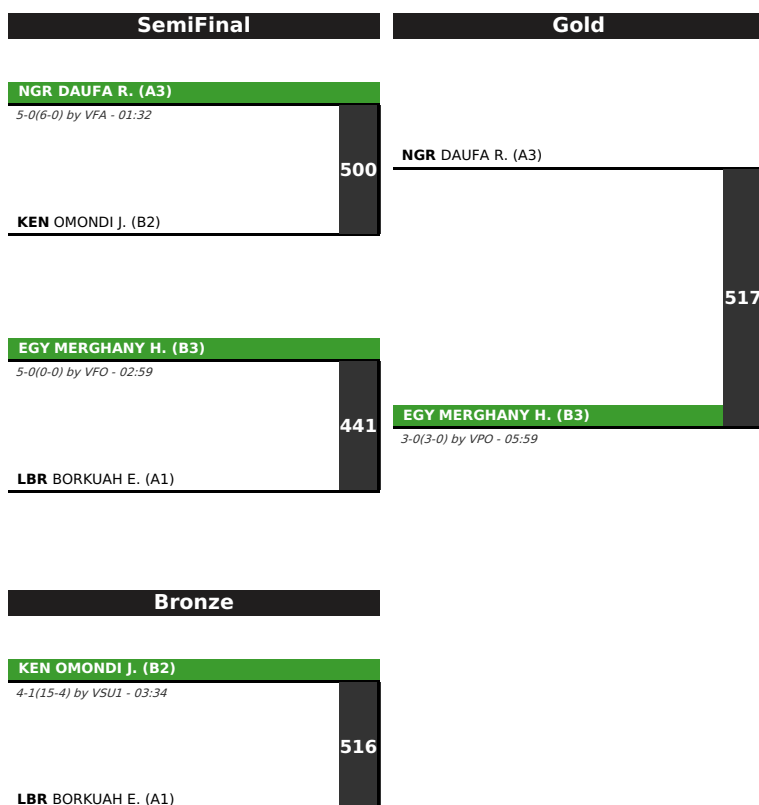 SemiFinal
NGR DAUFA R. (A3)
5-0(6-0) by VFA - 01:32
500
KEN OMONDI J. (B2)
EGY MERGHANY H. (B3)
5-0(0-0) by VFO - 02:59
441
LBR BORKUAH E. (A1)
Gold
NGR DAUFA R. (A3)
517
EGY MERGHANY H. (B3)
3-0(3-0) by VPO - 05:59
Bronze
KEN OMONDI J. (B2)
4-1(15-4) by VSU1 - 03:34
516
LBR BORKUAH E. (A1)